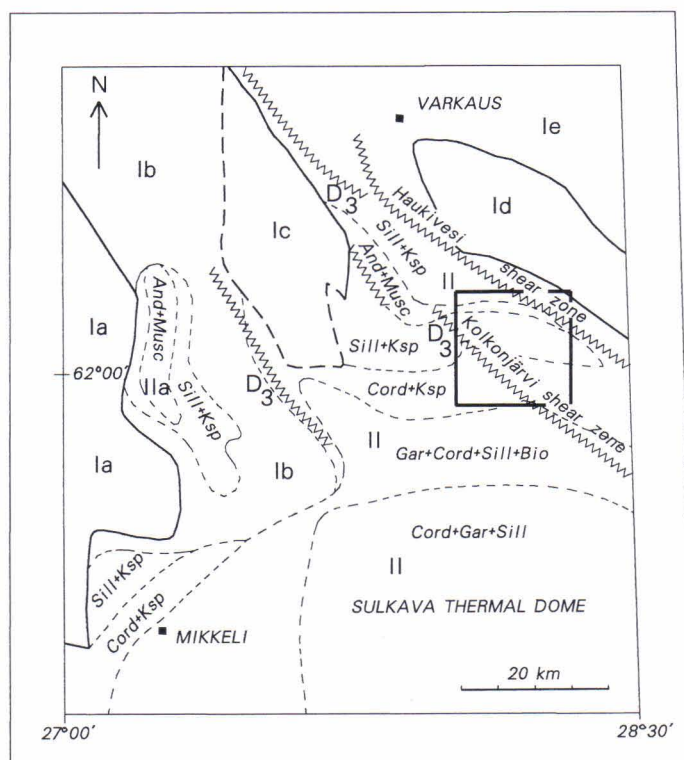 N
VARKAUS
Ie
Ib
Id
D3
Haukivesi
shear zone
Ic
Sill+Ksp
And+Musc
II
And+Musc
Ia
D3
Kolkonjärvi shear zone
Sill+Ksp
62°00'
IIa
Sill+Ksp
D3
Cord+Ksp
II
Gar+Cord+Sill+Bio
Ia
Ib
Cord+Gar+Sill
II
Sill+Ksp
Cord+Ksp
SULKAVA THERMAL DOME
MIKKELI
20 km
27°00'
28°30'